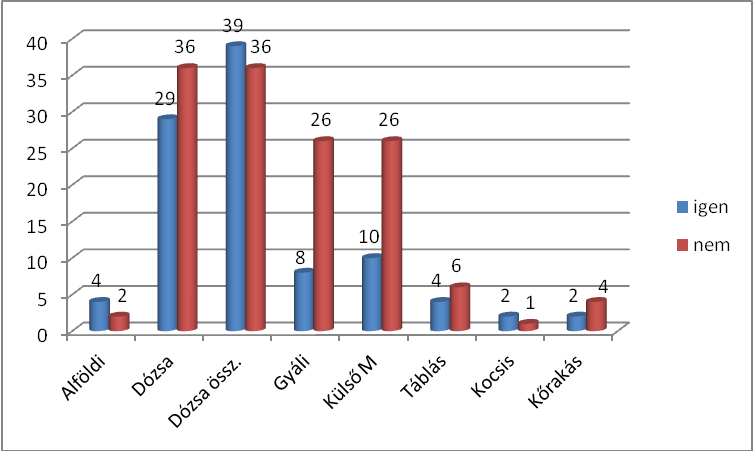 39
40
36
36
35
29
30
26
26
25
20
15
10
10
8
6
4
4
4
5
2
2
2
1
0
Alföldi
Dózsa
Dózsa össz.
Gyáli
Külső M
Táblás
Kocsis
Kőrakás
igen
nem